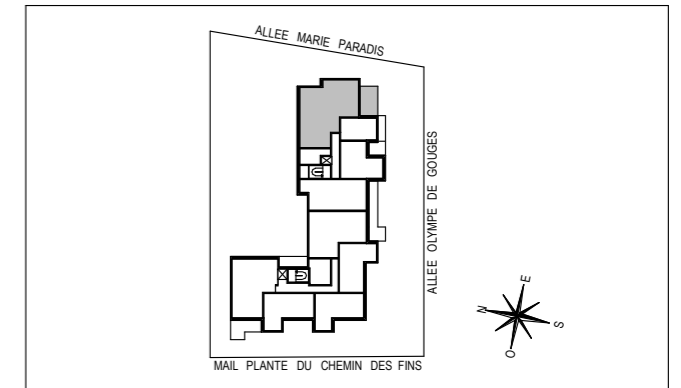 ALLEE MARIE PARADIS
ALLEE OLYMPE DE GOUGES
E
N
S
O
MAIL PLANTE DU CHEMIN DES FINS